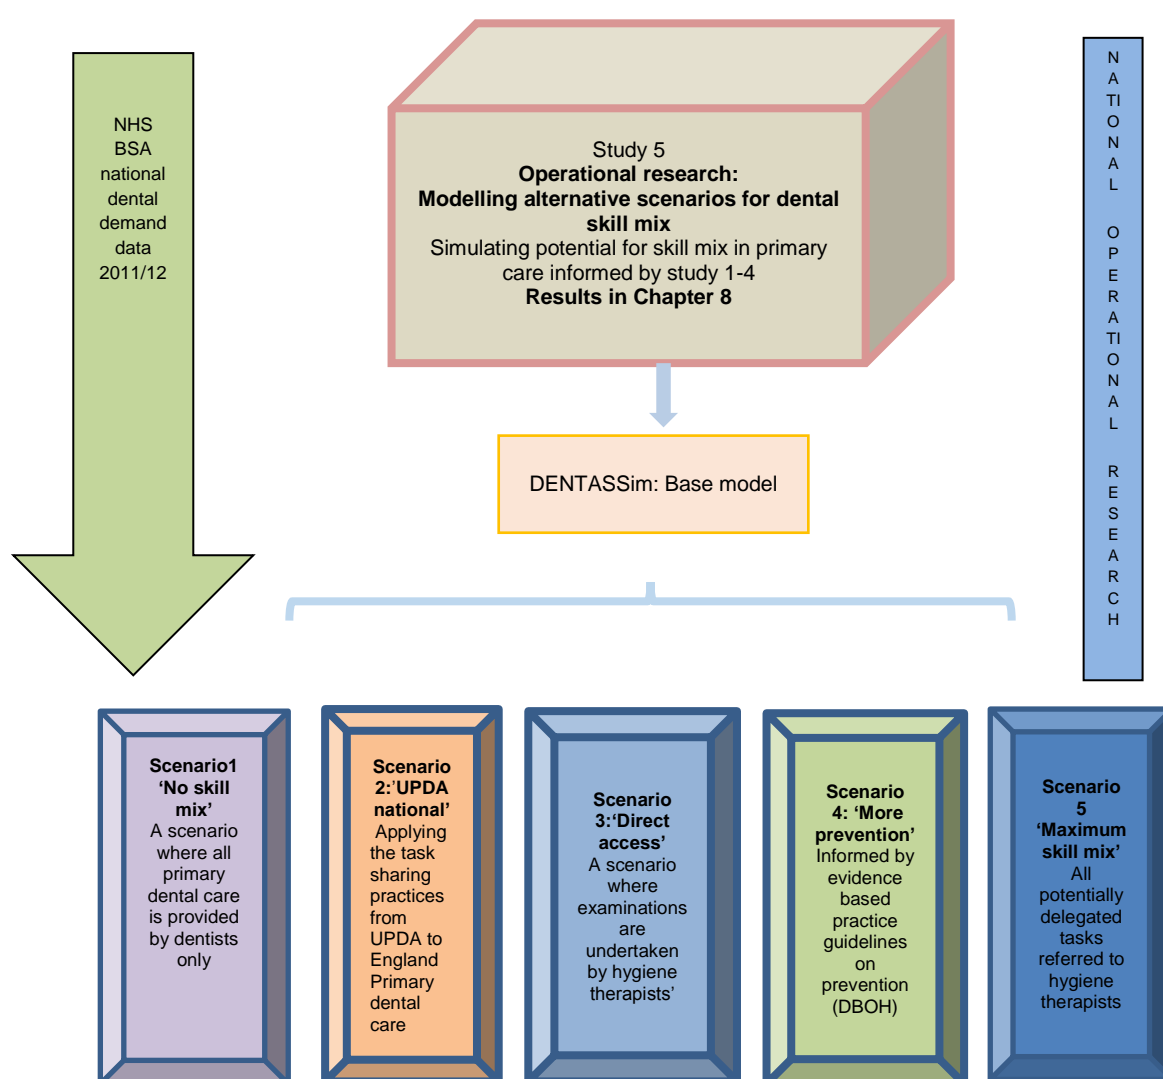 NHS
BSA
national
dental
demand
data
2011/12
Study 5
Operational research:
Modelling alternative scenarios for dental
skill mix
Simulating potential for skill mix in primary
care informed by study 1-4
Results in Chapter 8
N
A
TI
O
N
A
L
O
P
E
R
A
TI
O
N
A
L
R
E
S
E
A
R
C
H
DENTASSim: Base model
Scenario1
‘No skill
mix’
A scenario
where all
primary
dental care
is provided
by dentists
only
Scenario
2:’UPDA
national’
Applying
the task
sharing
practices
from
UPDA to
England
Primary
dental
care
Scenario
3:‘Direct
access’
A scenario
where
examinations
are
undertaken
by hygiene
therapists’
Scenario
4: ‘More
prevention’
Informed by
evidence
based
practice
guidelines
on
prevention
(DBOH)
Scenario
5
‘Maximum
skill mix’
All
potentially
delegated
tasks
referred to
hygiene
therapists